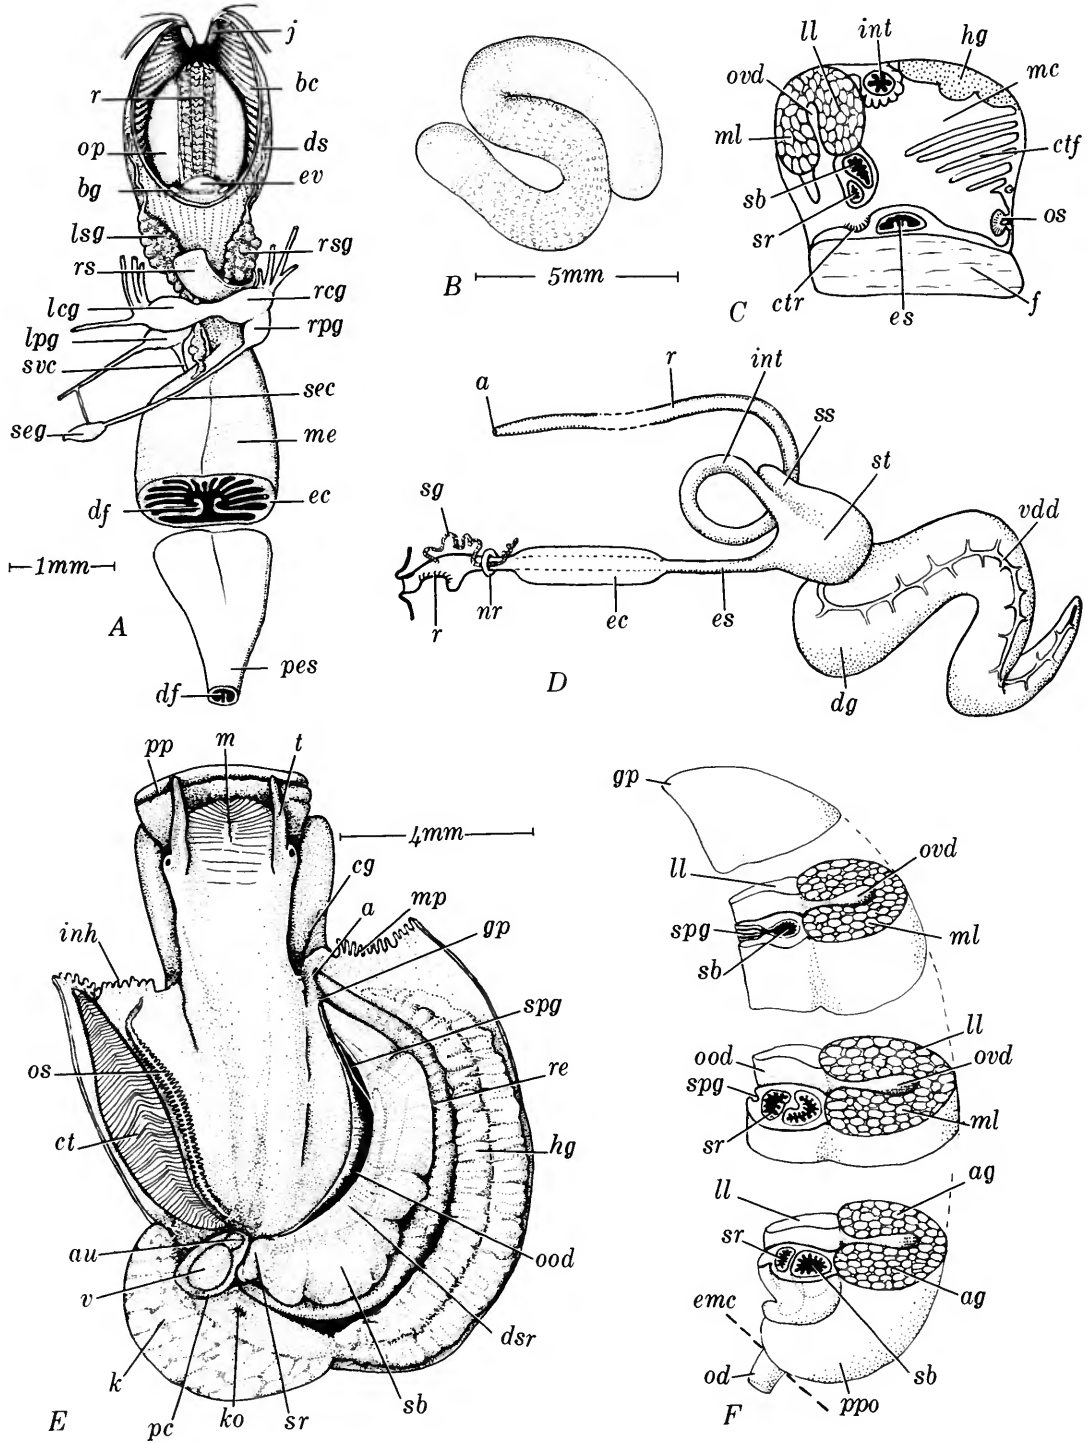 j
r
bc
op
ds
bg
ev
lsg
rsg
rs
rcg
lcg
rpg
lpg
svc
sec
seg
me
df
ec
1mm
A
pes
df
B
5mm
ll
int
hg
ovd
mc
ml
ctf
sb
os
sr
ctr
es
f
C
int
r
a
ss
st
sg
vdd
r
nr
ec
es
dg
D
pp
m
t
4mm
cg
a
mp
gp
inh
spg
os
re
ct
hg
au
ood
v
dsr
k
pc
ko
sr
sb
E
gp
ovd
ll
spg
ml
sb
ll
ood
ovd
spg
ml
sr
ll
ag
sr
ag
emc
od
sb
ppo
F